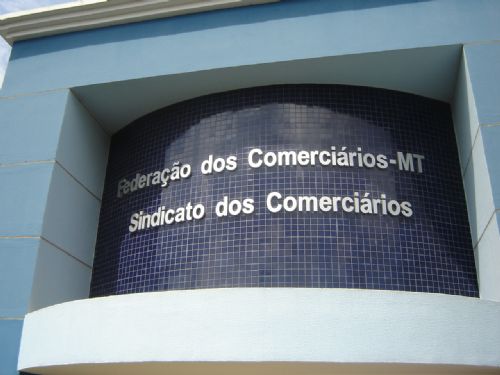 Federação dos Comerciários-MT
Sindicato dos Comerciários